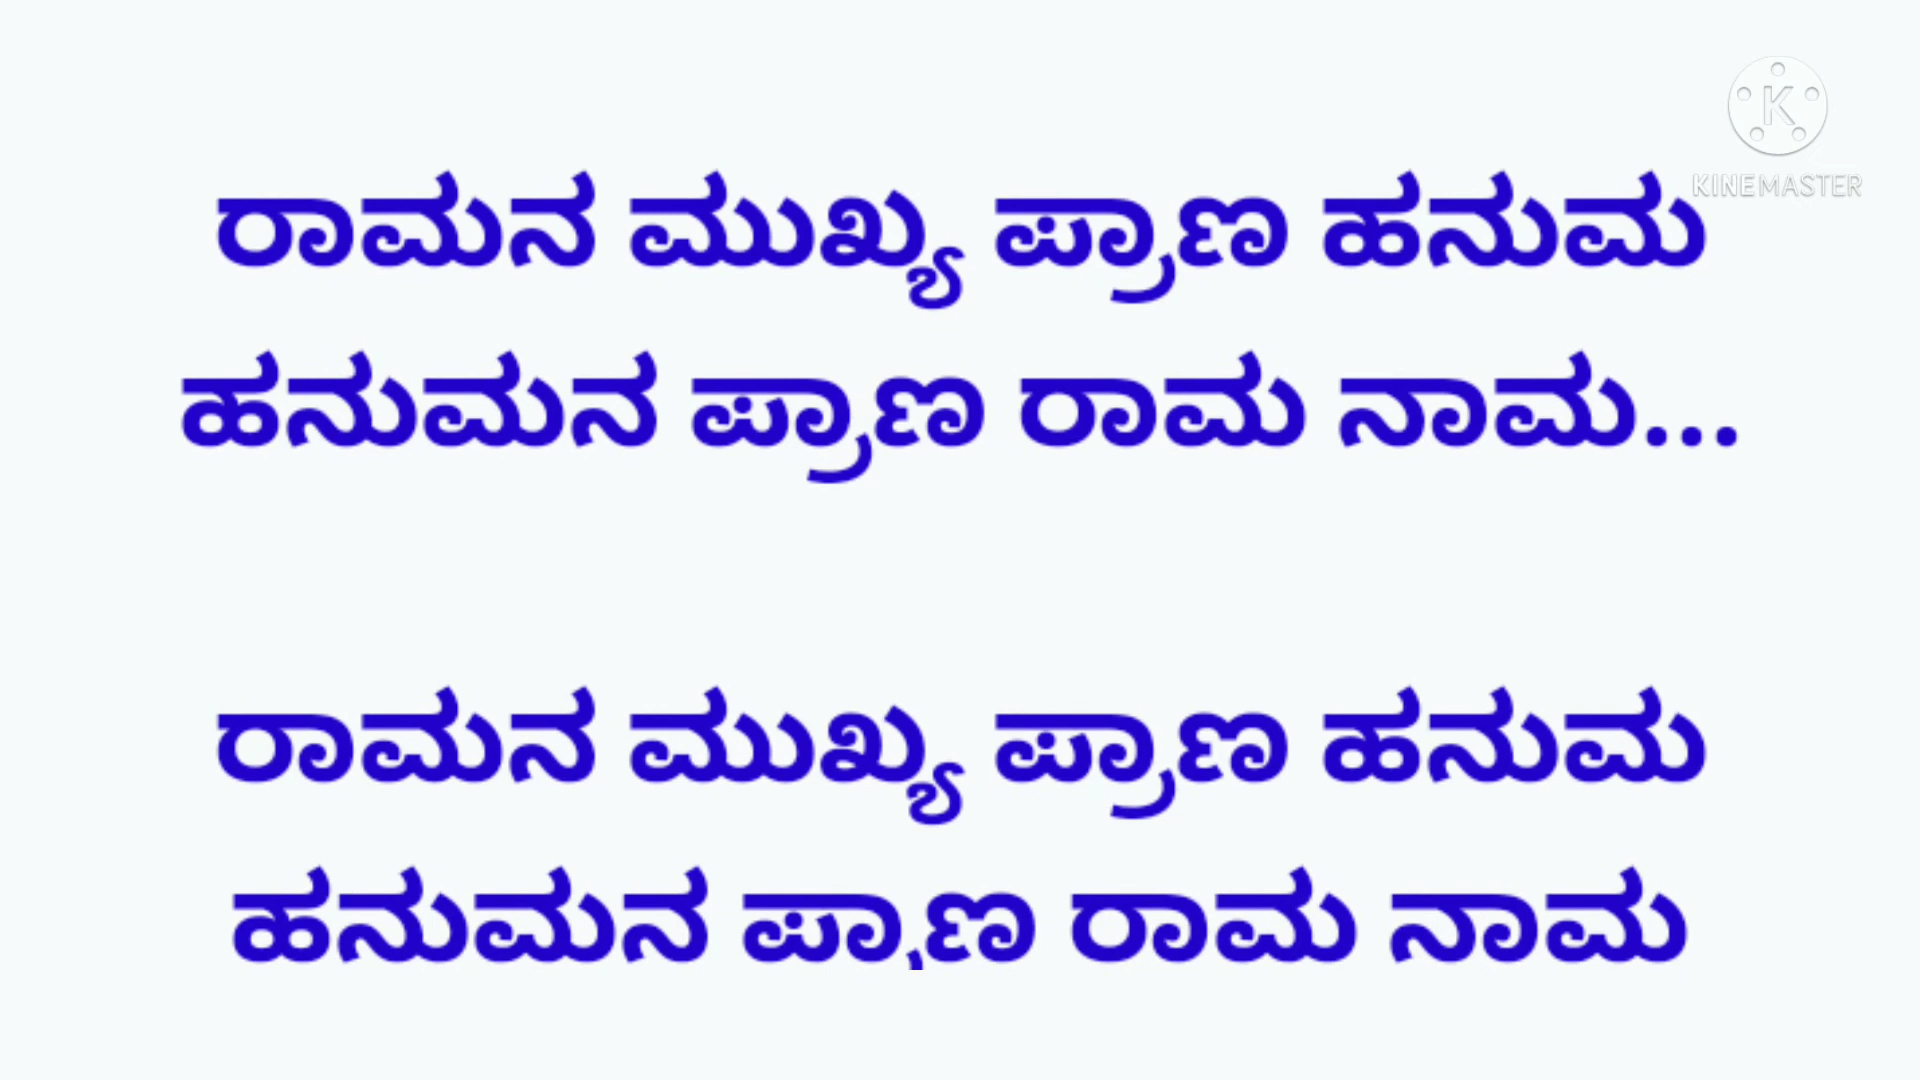 KINEMASTER
ರಾಮನ ಮುಖ್ಯ ಪ್ರಾಣ ಹನುಮ
ಹನುಮನ ಪ್ರಾಣ ರಾಮ ನಾಮ...
ರಾಮನ ಮುಖ್ಯ ಪ್ರಾಣ ಹನುಮ
ಹನುಮನ ಪ್ರಾಣ ರಾಮ ನಾಮ